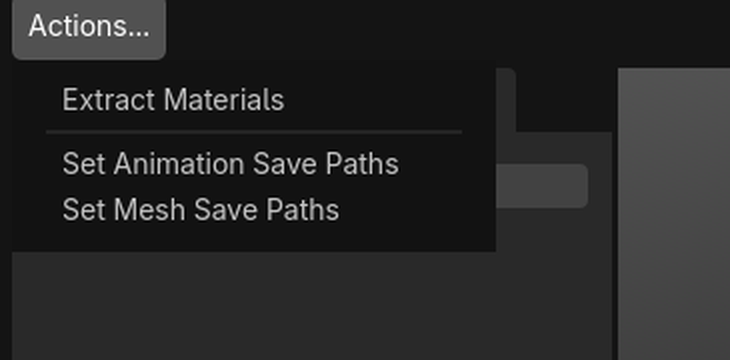 Actions...
Extract Materials
Set Animation Save Paths
Set Mesh Save Paths